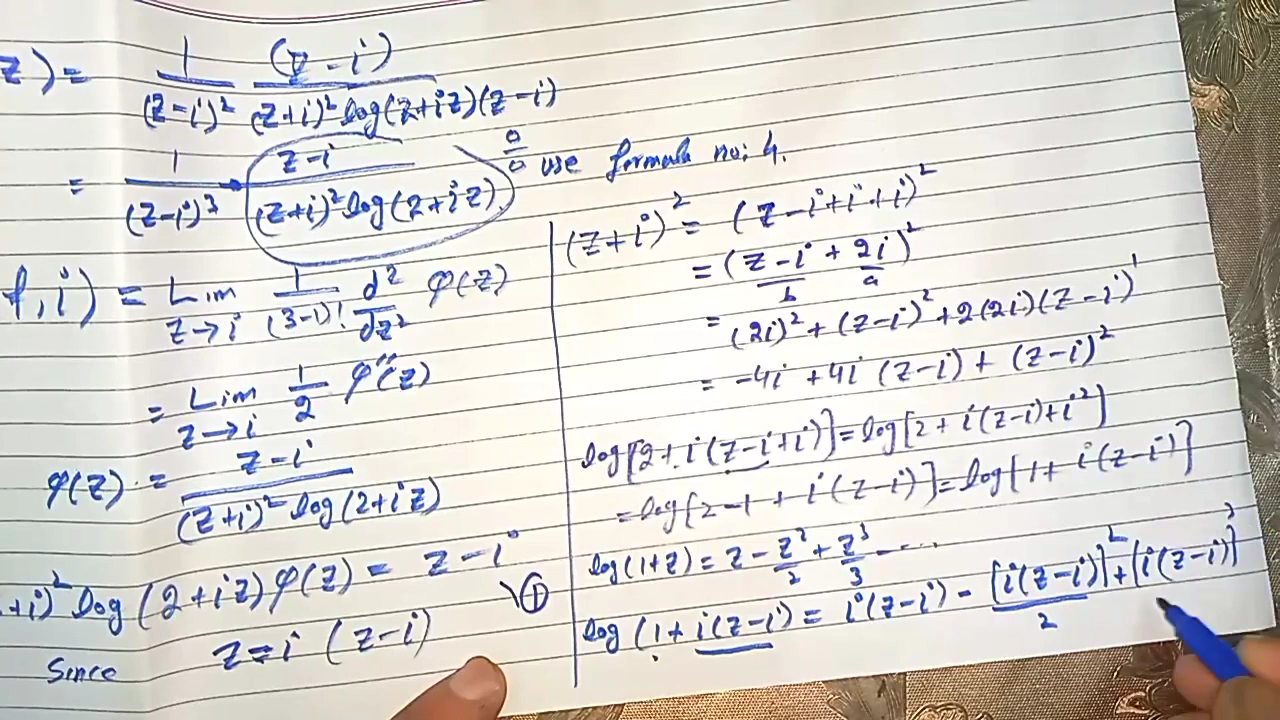 z) = 1/(z-i)² (z-i)/((z+i)² log(2+iz)(z-i))
= 1/(z-i)³ z-i/((z+i)² log(2+iz)) 0/0 use formula no: 4.
f, i) = Lim z→i 1/(3-1)! d²/dz² φ(z)
= Lim z→i 1/2 φ''(z)
φ(z) = z-i/((z+i)² log(2+iz))
+i)² log(2+iz) φ(z) = z-i ①
Since z=i (z-i)
(z+i)² = (z-i+i+i)²
= (z-i + 2i)²
b a
= (2i)² + (z-i)² + 2(2i)(z-i)¹
= -4i + 4i (z-i) + (z-i)²
log[2+i(z-i+i)] = log[2+i(z-i)+i²]
= log[2-1+i(z-i)] = log[1+i(z-i)]
log(1+z) = z - z²/2 + z³/3 ----..
log(1+i(z-i) = i(z-i) - [i(z-i)]²/2 + [i(z-i)]³